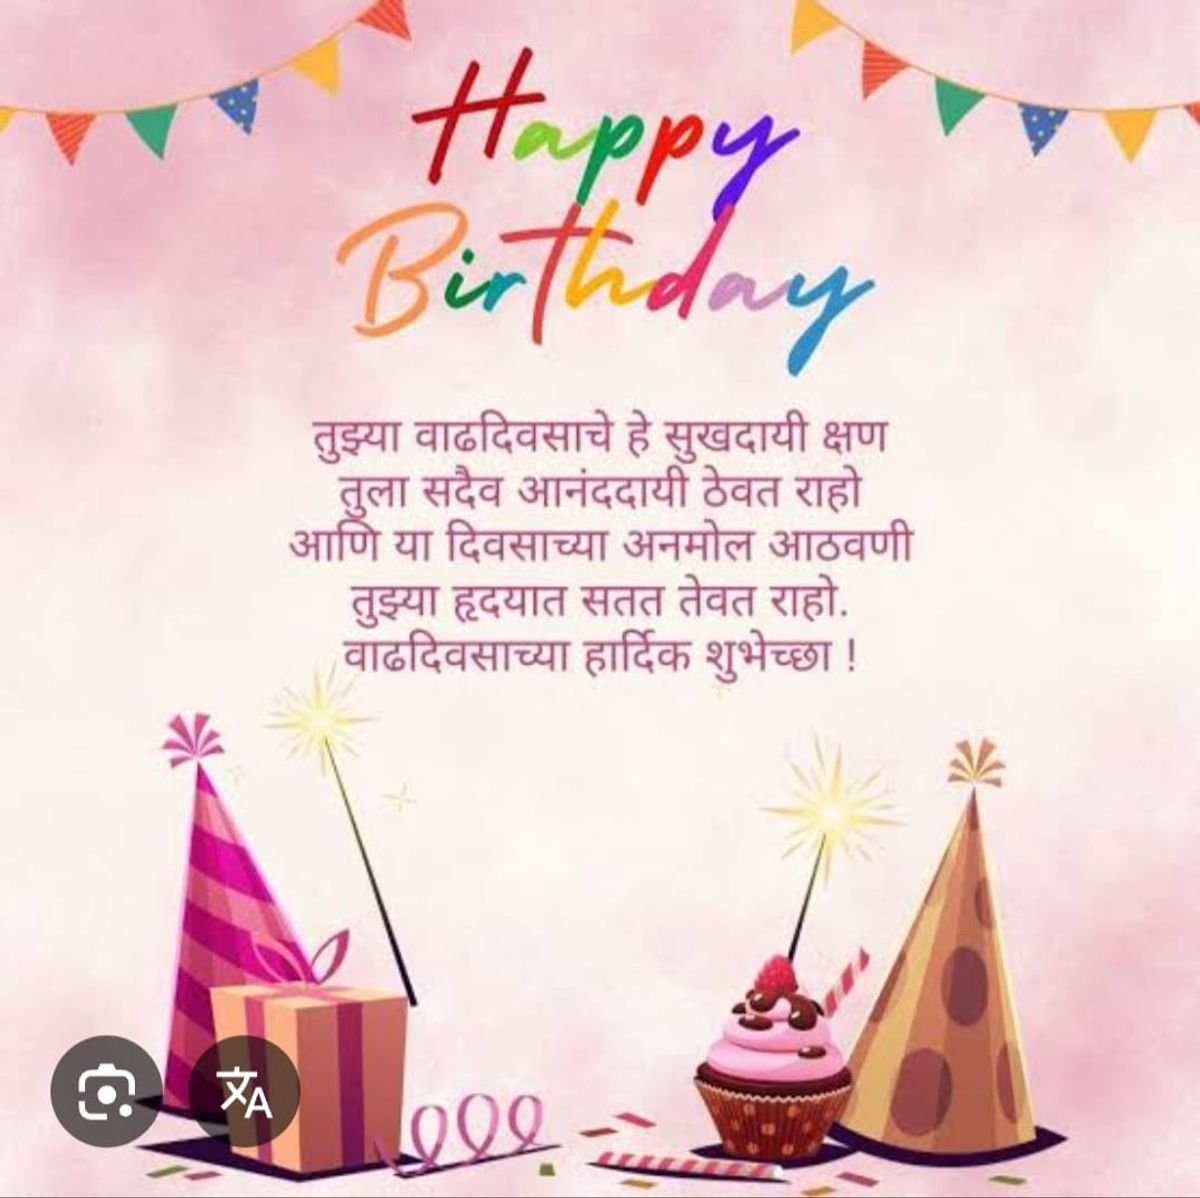 Happy
Birthday
तुझ्या वाढदिवसाचे हे सुखदायी क्षण
तुला सदैव आनंददायी ठेवत राहो
आणि या दिवसाच्या अनमोल आठवणी
तुझ्या हृदयात सतत तेवत राहो.
वाढदिवसाच्या हार्दिक शुभेच्छा !